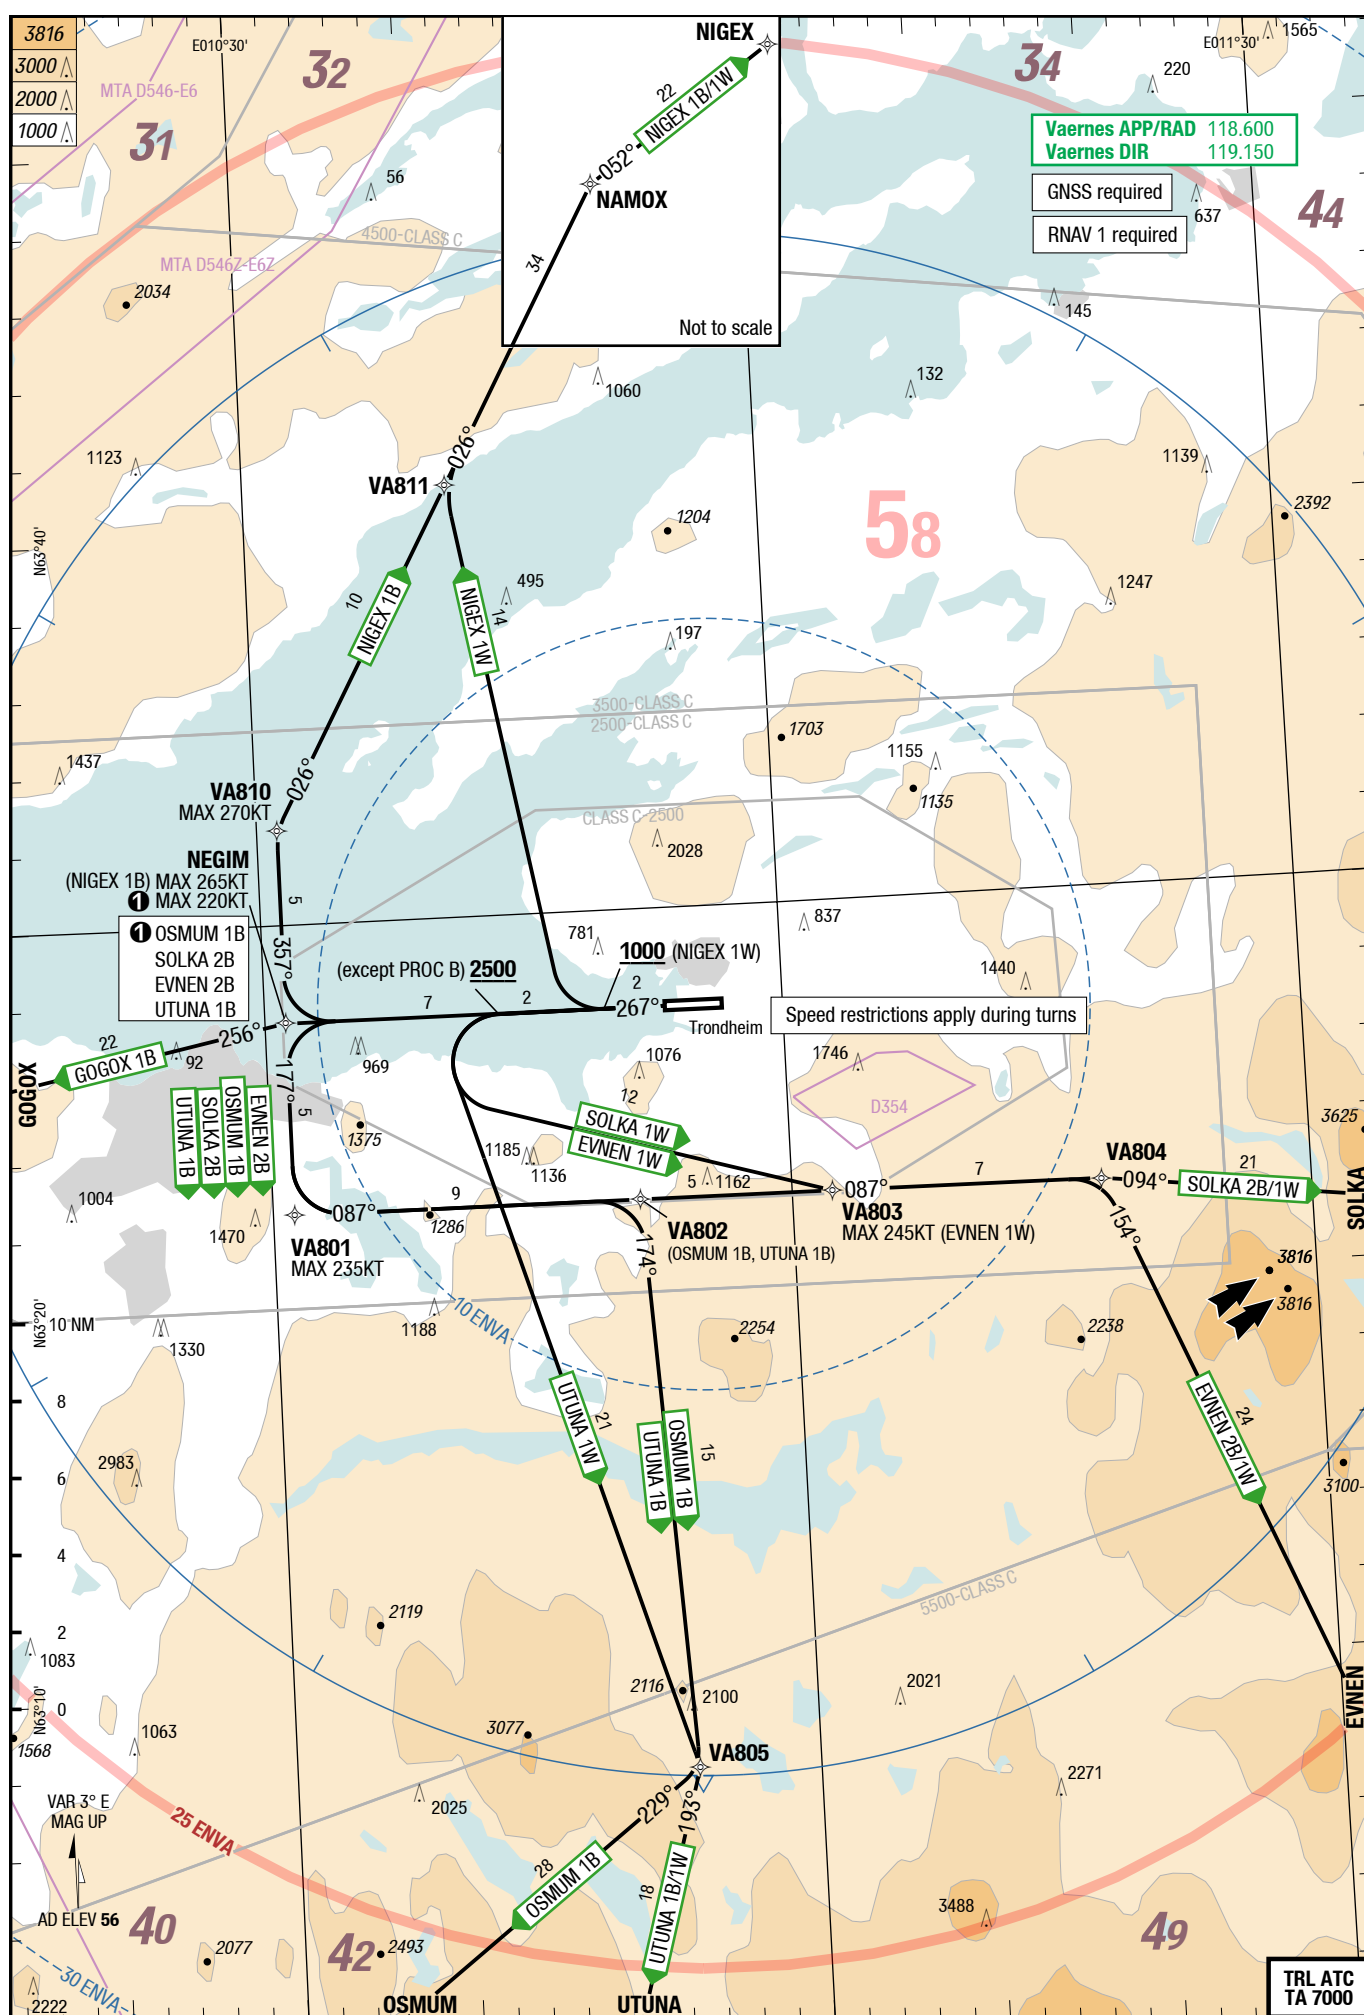 3816
3000
2000
1000
E010°30'
32
NIGEX
34
E011°30'
1565
MTA D546-E6
31
22
NIGEX 1B/1W
220
Vaernes APP/RAD 118.600
Vaernes DIR 119.150
052°
56
NAMOX
GNSS required
637
44
RNAV 1 required
4500-CLASS C
MTA D546Z-E6Z
34
2034
145
Not to scale
1060
132
026°
1123
1139
VA811
2392
1204
58
N63°40'
495
1247
10
NIGEX 1B
NIGEX 1W
14
197
3500-CLASS C
2500-CLASS C
1703
1437
1155
026°
VA810
MAX 270KT
1135
CLASS C-2500
2028
NEGIM
(NIGEX 1B) MAX 265KT
1 MAX 220KT
5
837
1 OSMUM 1B
SOLKA 2B
EVNEN 2B
UTUNA 1B
357°
781
1000 (NIGEX 1W)
(except PROC B) 2500
1440
7
2
2
267°
Trondheim
Speed restrictions apply during turns
256°
22
GOGOX 1B
GOGOX
92
969
1076
1746
177°
5
12
D354
UTUNA 1B
SOLKA 2B
OSMUM 1B
EVNEN 2B
1375
SOLKA 1W
EVNEN 1W
3625
1185
1136
VA804
7
094°
21
SOLKA 2B/1W
SOLKA
1004
1470
9
5
1162
087°
087°
1286
VA803
MAX 245KT (EVNEN 1W)
VA801
MAX 235KT
VA802
(OSMUM 1B, UTUNA 1B)
174°
154°
3816
3816
N63°20'
10 NM
10 ENVA
1188
1330
2254
2238
8
UTUNA 1W
21
UTUNA 1B
OSMUM 1B
15
EVNEN 2B/1W
24
2983
6
3100
4
5500-CLASS C
2119
2
1083
2116
2100
2021
N63°10'
0
EVNEN
3077
1568
1063
VA805
2271
VAR 3° E
MAG UP
2025
229°
193°
25 ENVA
28
OSMUM 1B
18
UTUNA 1B/1W
3488
AD ELEV 56
40
42
2493
49
2077
30 ENVA
2222
OSMUM
UTUNA
TRL ATC
TA 7000